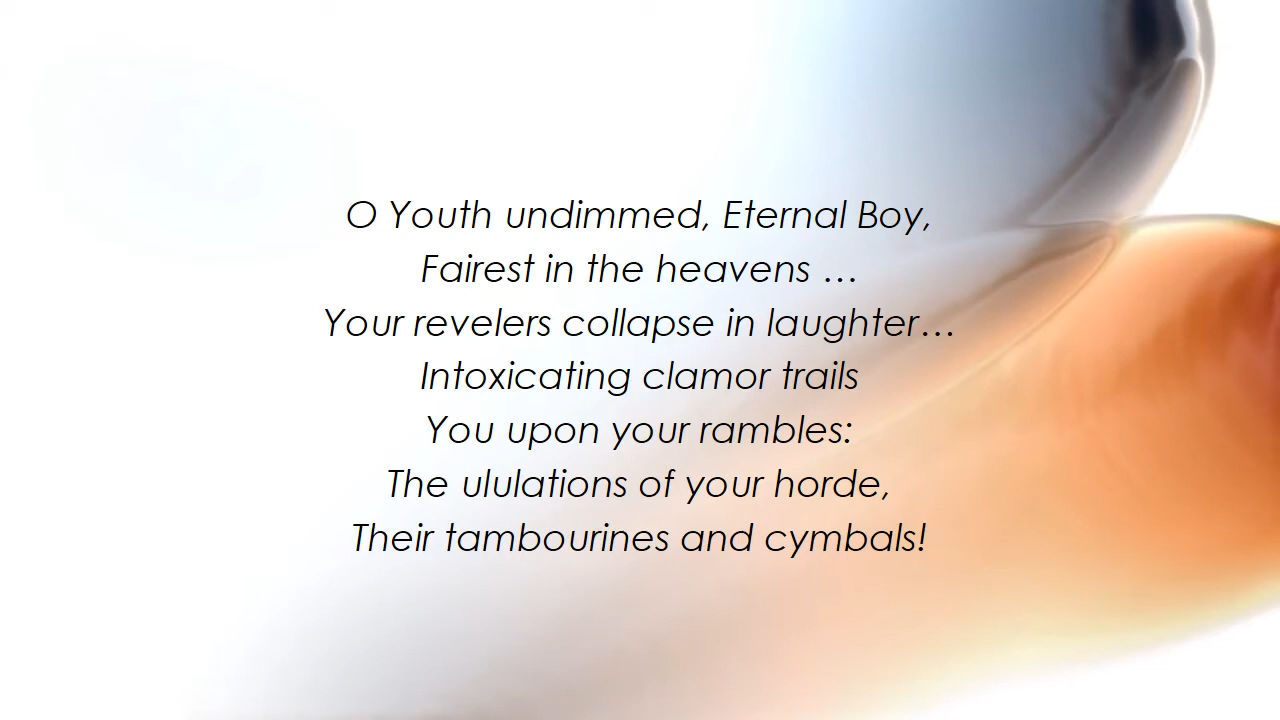 O Youth undimmed, Eternal Boy,
Fairest in the heavens …
Your revelers collapse in laughter…
Intoxicating clamor trails
You upon your rambles:
The ululations of your horde,
Their tambourines and cymbals!